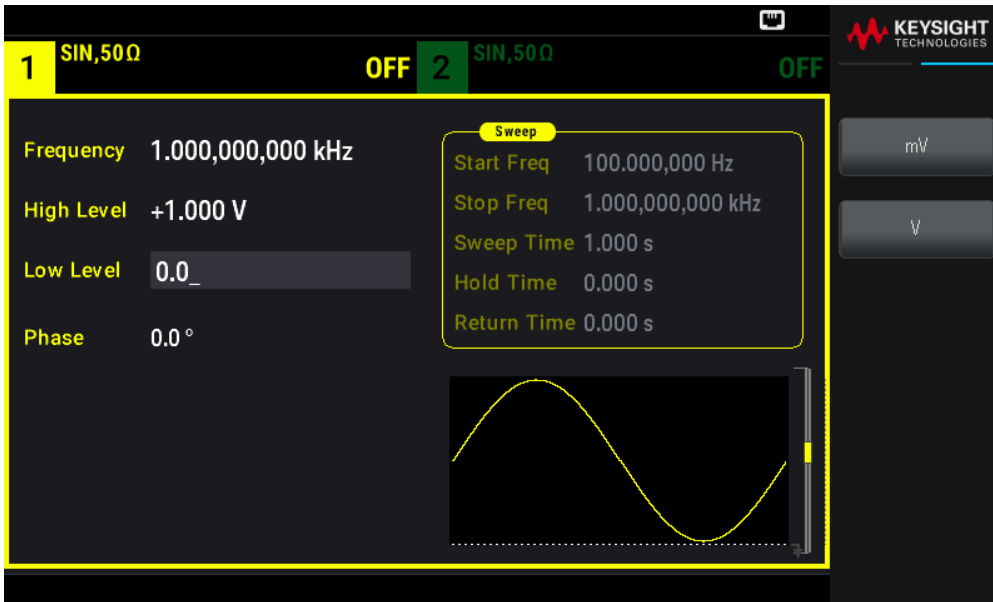 KEYSIGHT
TECHNOLOGIES
1 SIN,50Ω OFF
2 SIN,50Ω OFF
Frequency 1.000,000,000 kHz
High Level +1.000 V
Low Level 0.0_
Phase 0.0 °
Sweep
Start Freq 100.000,000 Hz
Stop Freq 1.000,000,000 kHz
Sweep Time 1.000 s
Hold Time 0.000 s
Return Time 0.000 s
mV
V